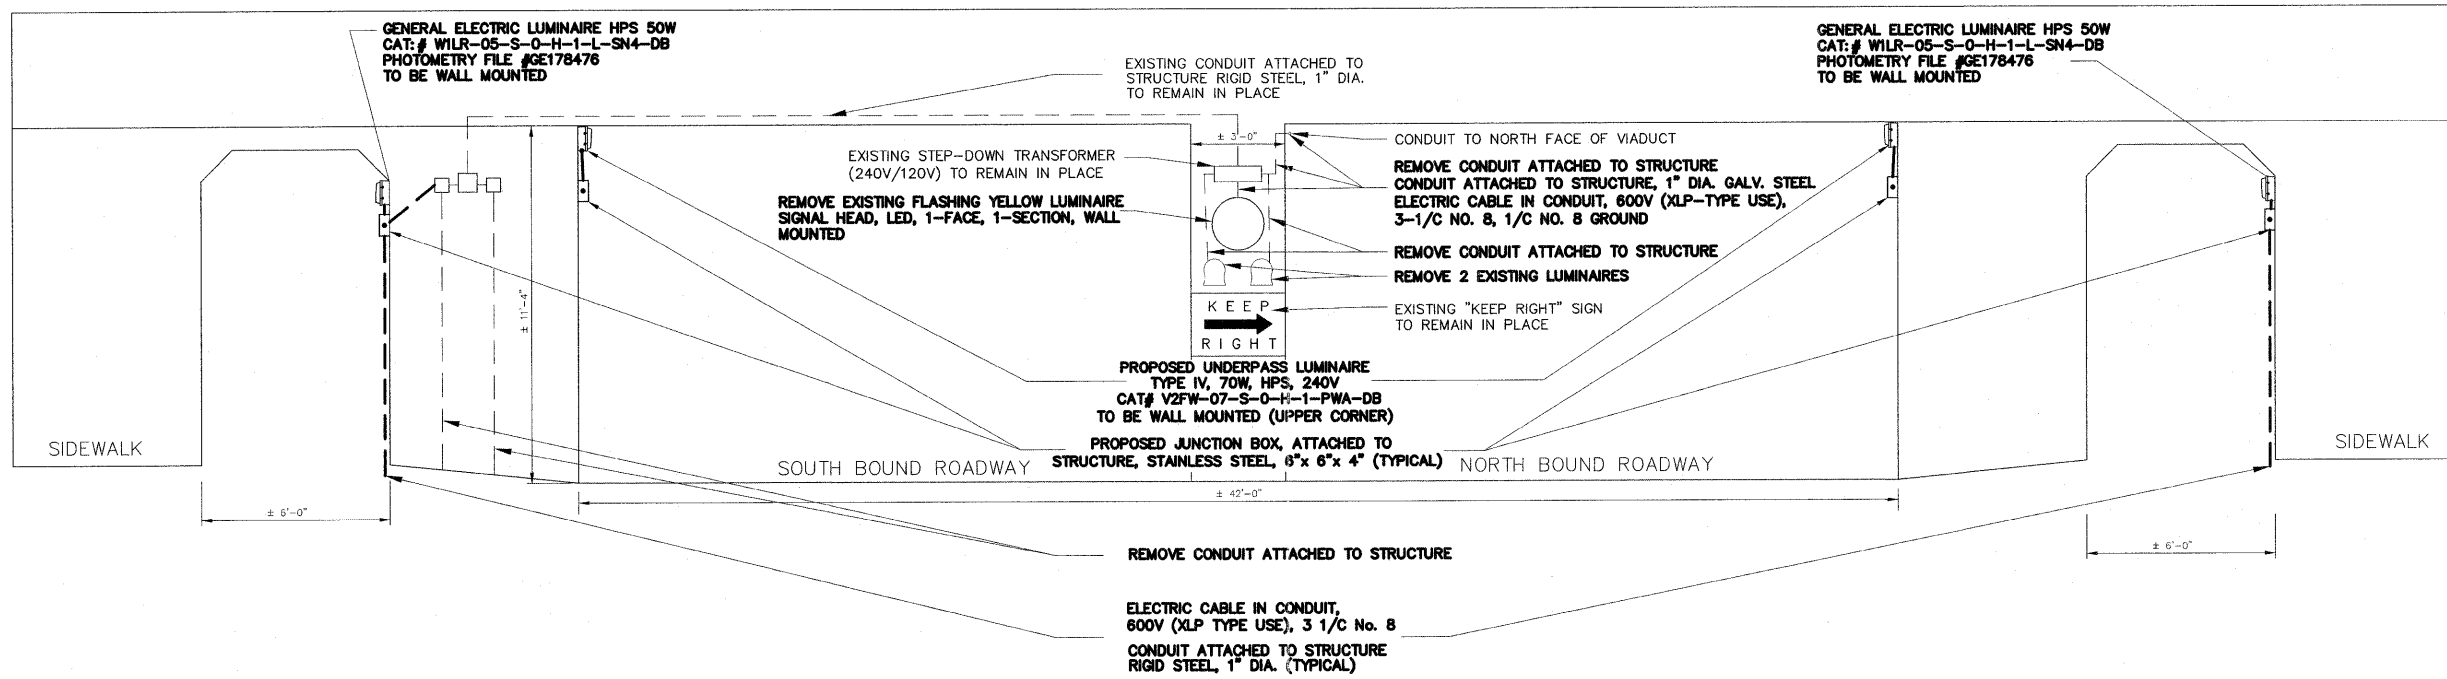 GENERAL ELECTRIC LUMINAIRE HPS 50W
CAT: # W1LR-05-S-0-H-1-L-SN4-DB
PHOTOMETRY FILE #GE178476
TO BE WALL MOUNTED
EXISTING CONDUIT ATTACHED TO
STRUCTURE RIGID STEEL, 1" DIA.
TO REMAIN IN PLACE
GENERAL ELECTRIC LUMINAIRE HPS 50W
CAT: # W1LR-05-S-0-H-1-L-SN4-DB
PHOTOMETRY FILE #GE178476
TO BE WALL MOUNTED
± 3'-0"
CONDUIT TO NORTH FACE OF VIADUCT
EXISTING STEP-DOWN TRANSFORMER
(240V/120V) TO REMAIN IN PLACE
REMOVE CONDUIT ATTACHED TO STRUCTURE
CONDUIT ATTACHED TO STRUCTURE, 1" DIA. GALV. STEEL
ELECTRIC CABLE IN CONDUIT, 600V (XLP-TYPE USE),
3-1/C NO. 8, 1/C NO. 8 GROUND
REMOVE EXISTING FLASHING YELLOW LUMINAIRE
SIGNAL HEAD, LED, 1-FACE, 1-SECTION, WALL
MOUNTED
REMOVE CONDUIT ATTACHED TO STRUCTURE
REMOVE 2 EXISTING LUMINAIRES
± 11'-4"
KEEP
RIGHT
EXISTING "KEEP RIGHT" SIGN
TO REMAIN IN PLACE
PROPOSED UNDERPASS LUMINAIRE
TYPE IV, 70W, HPS, 240V
CAT# V2FW-07-S-0-H-1-PWA-DB
TO BE WALL MOUNTED (UPPER CORNER)
SIDEWALK
SOUTH BOUND ROADWAY
PROPOSED JUNCTION BOX, ATTACHED TO
STRUCTURE, STAINLESS STEEL, 6"x 6"x 4" (TYPICAL)
NORTH BOUND ROADWAY
SIDEWALK
± 6'-0"
± 42'-0"
± 6'-0"
REMOVE CONDUIT ATTACHED TO STRUCTURE
ELECTRIC CABLE IN CONDUIT,
600V (XLP TYPE USE), 3 1/C No. 8
CONDUIT ATTACHED TO STRUCTURE
RIGID STEEL, 1" DIA. (TYPICAL)